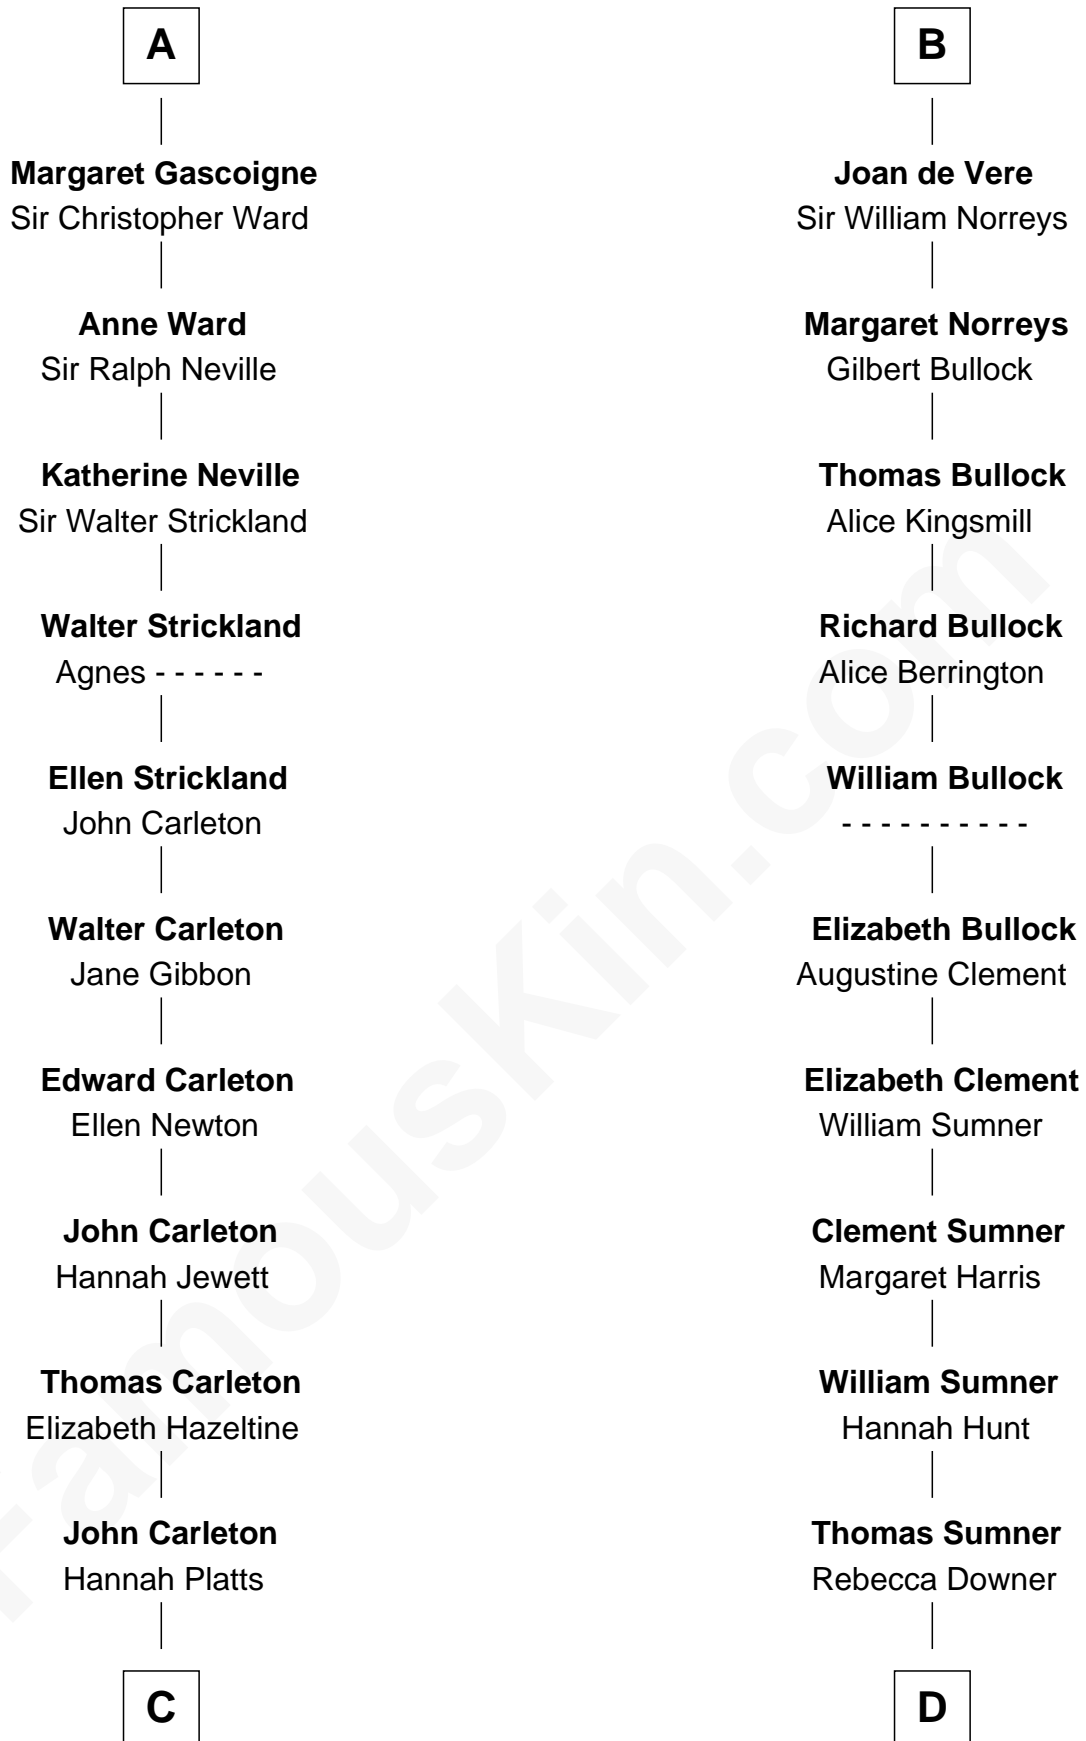 A
Margaret Gascoigne
Sir Christopher Ward
Anne Ward
Sir Ralph Neville
Katherine Neville
Sir Walter Strickland
Walter Strickland
Agnes - - - - - -
Ellen Strickland
John Carleton
Walter Carleton
Jane Gibbon
Edward Carleton
Ellen Newton
John Carleton
Hannah Jewett
Thomas Carleton
Elizabeth Hazeltine
John Carleton
Hannah Platts
C
B
Joan de Vere
Sir William Norreys
Margaret Norreys
Gilbert Bullock
Thomas Bullock
Alice Kingsmill
Richard Bullock
Alice Berrington
William Bullock
- - - - - - - - - -
Elizabeth Bullock
Augustine Clement
Elizabeth Clement
William Sumner
Clement Sumner
Margaret Harris
William Sumner
Hannah Hunt
Thomas Sumner
Rebecca Downer
D
FamousKin.com